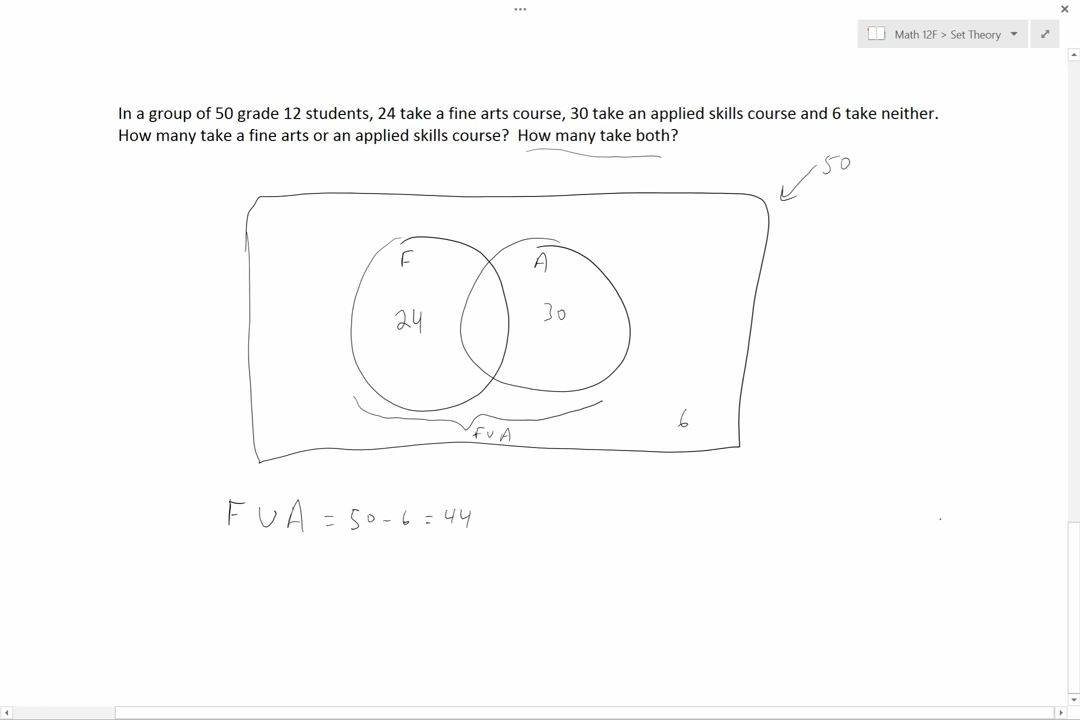 Math 12F > Set Theory
In a group of 50 grade 12 students, 24 take a fine arts course, 30 take an applied skills course and 6 take neither.
How many take a fine arts or an applied skills course? How many take both?
50
F
A
24
30
6
F ∪ A
F ∪ A = 50 - 6 = 44